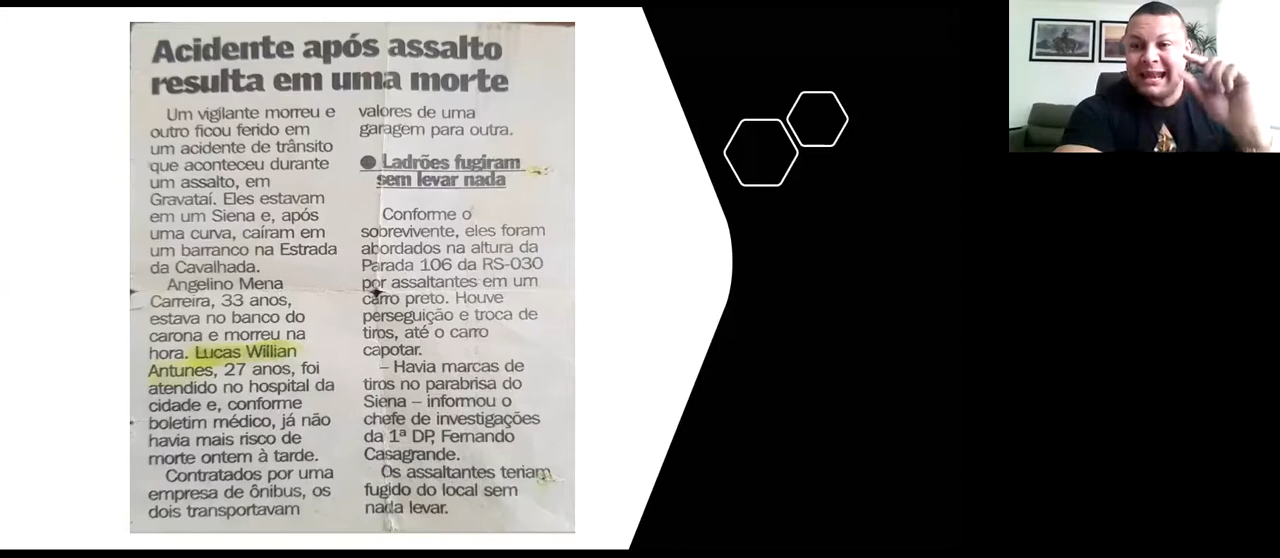 Acidente após assalto
resulta em uma morte
Um vigilante morreu e
outro ficou ferido em
um acidente de trânsito
que aconteceu durante
um assalto, em
Gravataí. Eles estavam
em um Siena e, após
uma curva, caíram em
um barranco na Estrada
da Cavalhada.
Angelino Mena
Carreira, 33 anos,
estava no banco do
carona e morreu na
hora. Lucas Willian
Antunes, 27 anos, foi
atendido no hospital da
cidade e, conforme
boletim médico, já não
havia mais risco de
morte ontem à tarde.
Contratados por uma
empresa de ônibus, os
dois transportavam
valores de uma
garagem para outra.
● Ladrões fugiram
sem levar nada
Conforme o
sobrevivente, eles foram
abordados na altura da
Parada 106 da RS-030
por assaltantes em um
carro preto. Houve
perseguição e troca de
tiros, até o carro
capotar.
– Havia marcas de
tiros no parabrisa do
Siena – informou o
chefe de investigações
da 1ª DP, Fernando
Casagrande.
Os assaltantes teriam
fugido do local sem
nada levar.